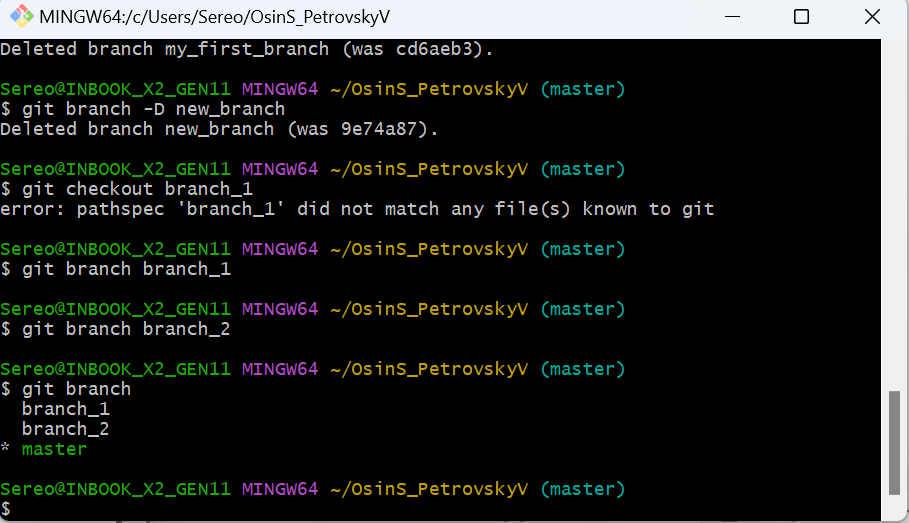 MINGW64:/c/Users/Sereo/OsinS_PetrovskyV
Deleted branch my_first_branch (was cd6aeb3).
Sereo@INBOOK_X2_GEN11 MINGW64 ~/OsinS_PetrovskyV (master)
$ git branch -D new_branch
Deleted branch new_branch (was 9e74a87).
Sereo@INBOOK_X2_GEN11 MINGW64 ~/OsinS_PetrovskyV (master)
$ git checkout branch_1
error: pathspec 'branch_1' did not match any file(s) known to git
Sereo@INBOOK_X2_GEN11 MINGW64 ~/OsinS_PetrovskyV (master)
$ git branch branch_1
Sereo@INBOOK_X2_GEN11 MINGW64 ~/OsinS_PetrovskyV (master)
$ git branch branch_2
Sereo@INBOOK_X2_GEN11 MINGW64 ~/OsinS_PetrovskyV (master)
$ git branch
  branch_1
  branch_2
* master
Sereo@INBOOK_X2_GEN11 MINGW64 ~/OsinS_PetrovskyV (master)
$